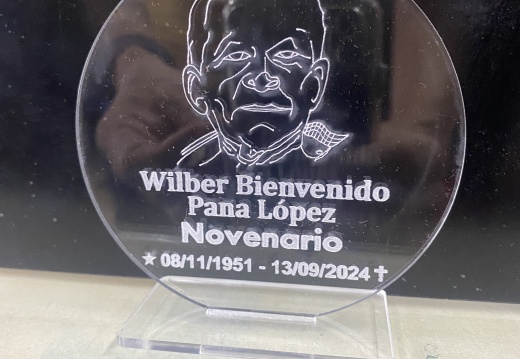 Wilber Bienvenido
Pana López
Novenario
★ 08/11/1951 - 13/09/2024 ✝